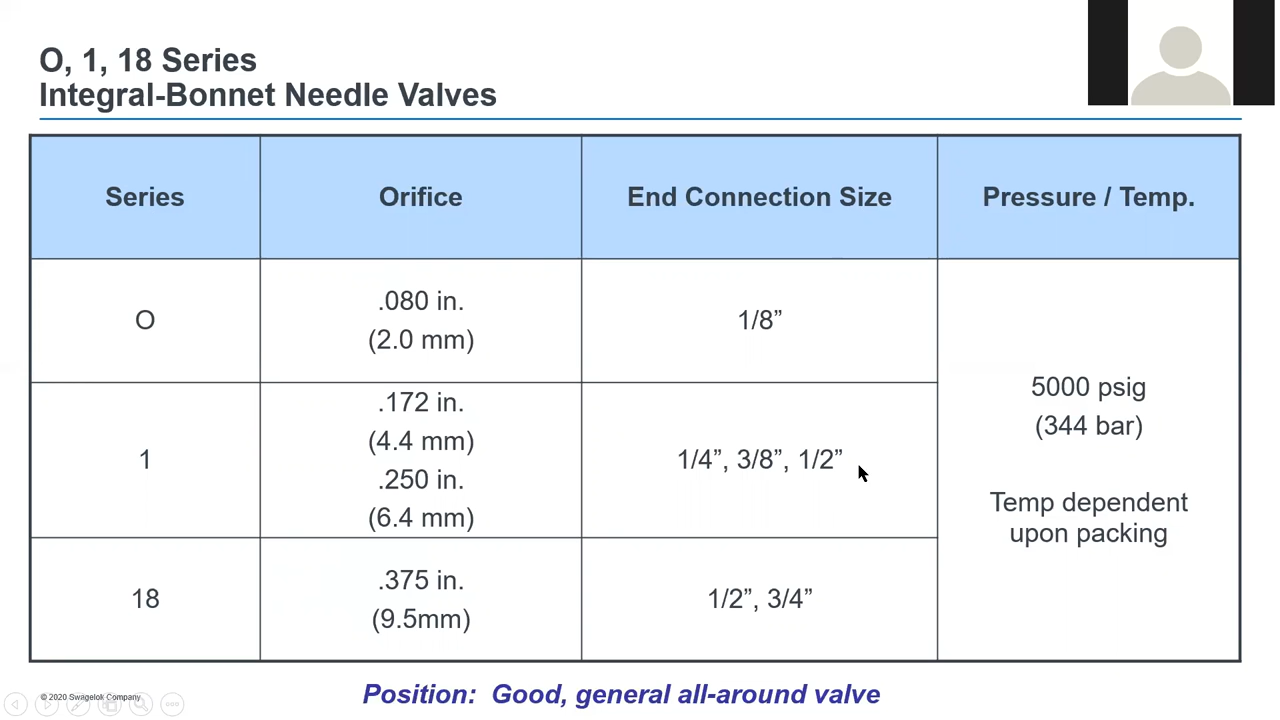 O, 1, 18 Series
Integral-Bonnet Needle Valves
Series
Orifice
End Connection Size
Pressure / Temp.
O
.080 in.
(2.0 mm)
1/8”
1
.172 in.
(4.4 mm)
.250 in.
(6.4 mm)
1/4”, 3/8”, 1/2”
18
.375 in.
(9.5mm)
1/2”, 3/4”
5000 psig
(344 bar)
Temp dependent
upon packing
© 2020 Swagelok Company
Position: Good, general all-around valve